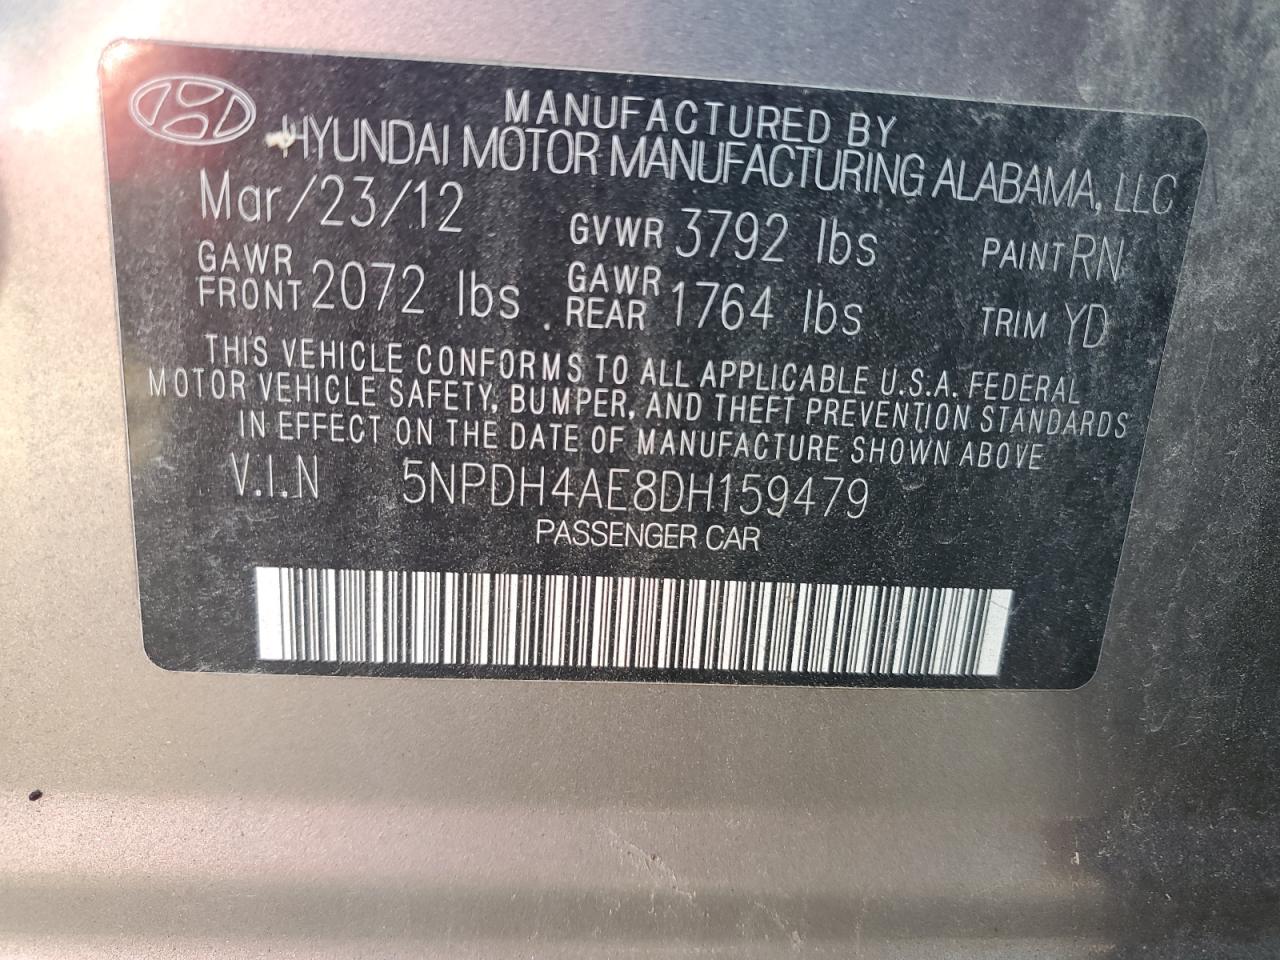 MANUFACTURED BY
HYUNDAI MOTOR MANUFACTURING ALABAMA, LLC
Mar/23/12 GVWR 3792 lbs PAINT RN
GAWR FRONT 2072 lbs . GAWR REAR 1764 lbs TRIM YD
THIS VEHICLE CONFORMS TO ALL APPLICABLE U.S.A. FEDERAL
MOTOR VEHICLE SAFETY, BUMPER, AND THEFT PREVENTION STANDARDS
IN EFFECT ON THE DATE OF MANUFACTURE SHOWN ABOVE
V.I.N 5NPDH4AE8DH159479
PASSENGER CAR